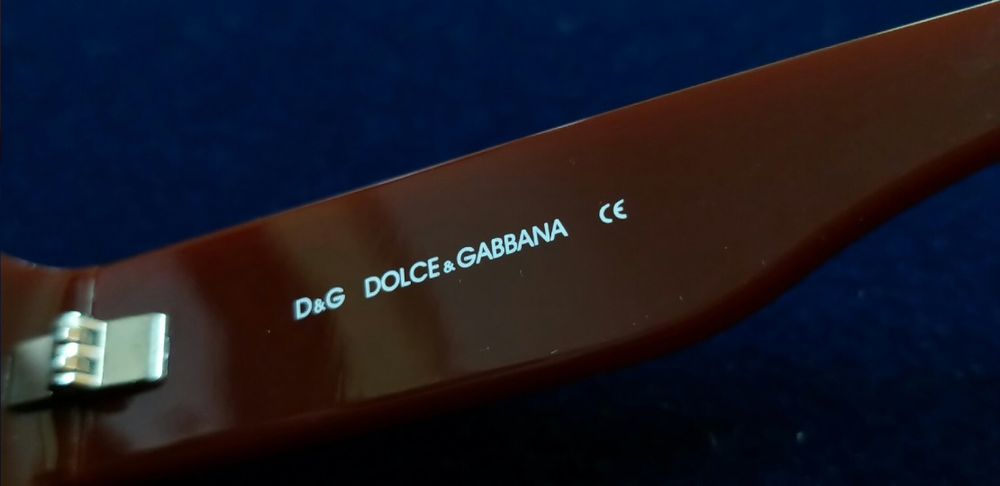 D&G DOLCE & GABBANA CE